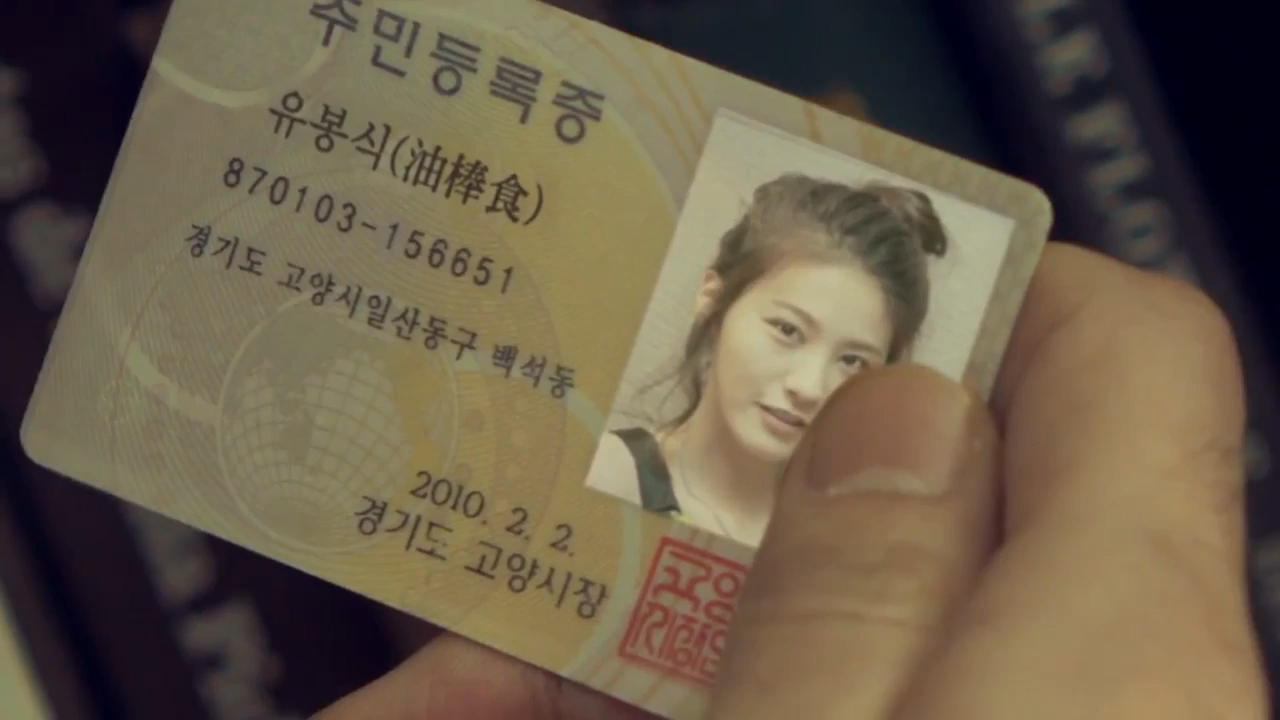 주민등록증
유봉식(油棒食)
870103-156651
경기도 고양시일산동구 백석동
2010. 2. 2.
경기도 고양시장